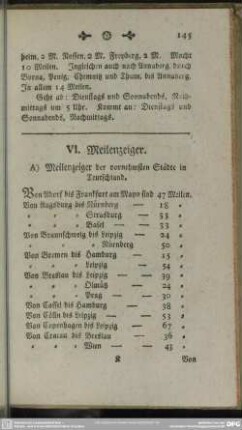 145
heim, 2 M. Nossen, 2 M. Freyberg, 2 M. Macht
10 Meilen. Ingleichen auch nach Annaberg durch
Borna, Penig, Chemnitz und Thum, bis Annaberg.
In allem 14 Meilen.
Geht ab: Dienstags und Sonnabends, Nach-
mittags um 5 Uhr. Kommt an: Dienstags und
Sonnabends, Nachmittags.
VI. Meilenzeiger.
A) Meilenzeiger der vornehmsten Städte in
Teutschland.
Von Adorf bis Frankfurt am Mayn sind 47 Meilen.
Von Augsburg bis Nürnberg — 18 „
„ „ „ Strasburg — 53 „
„ „ „ Basel — 53 „
Von Braunschweig bis Leipzig — 24 „
„ „ „ Nürnberg 50 „
Von Bremen bis Hamburg — 15 „
„ „ „ Leipzig — 54 „
Von Breslau bis Leipzig — 39 „
„ „ „ Olmütz — 24 „
„ „ „ Prag — 30 „
Von Cassel bis Hamburg — 38 „
Von Cölln bis Leipzig — 53 „
Von Copenhagen bis Leipzig — 67 „
Von Cracau bis Breslau — 36 „
„ „ „ Wien — 43 „
K Von